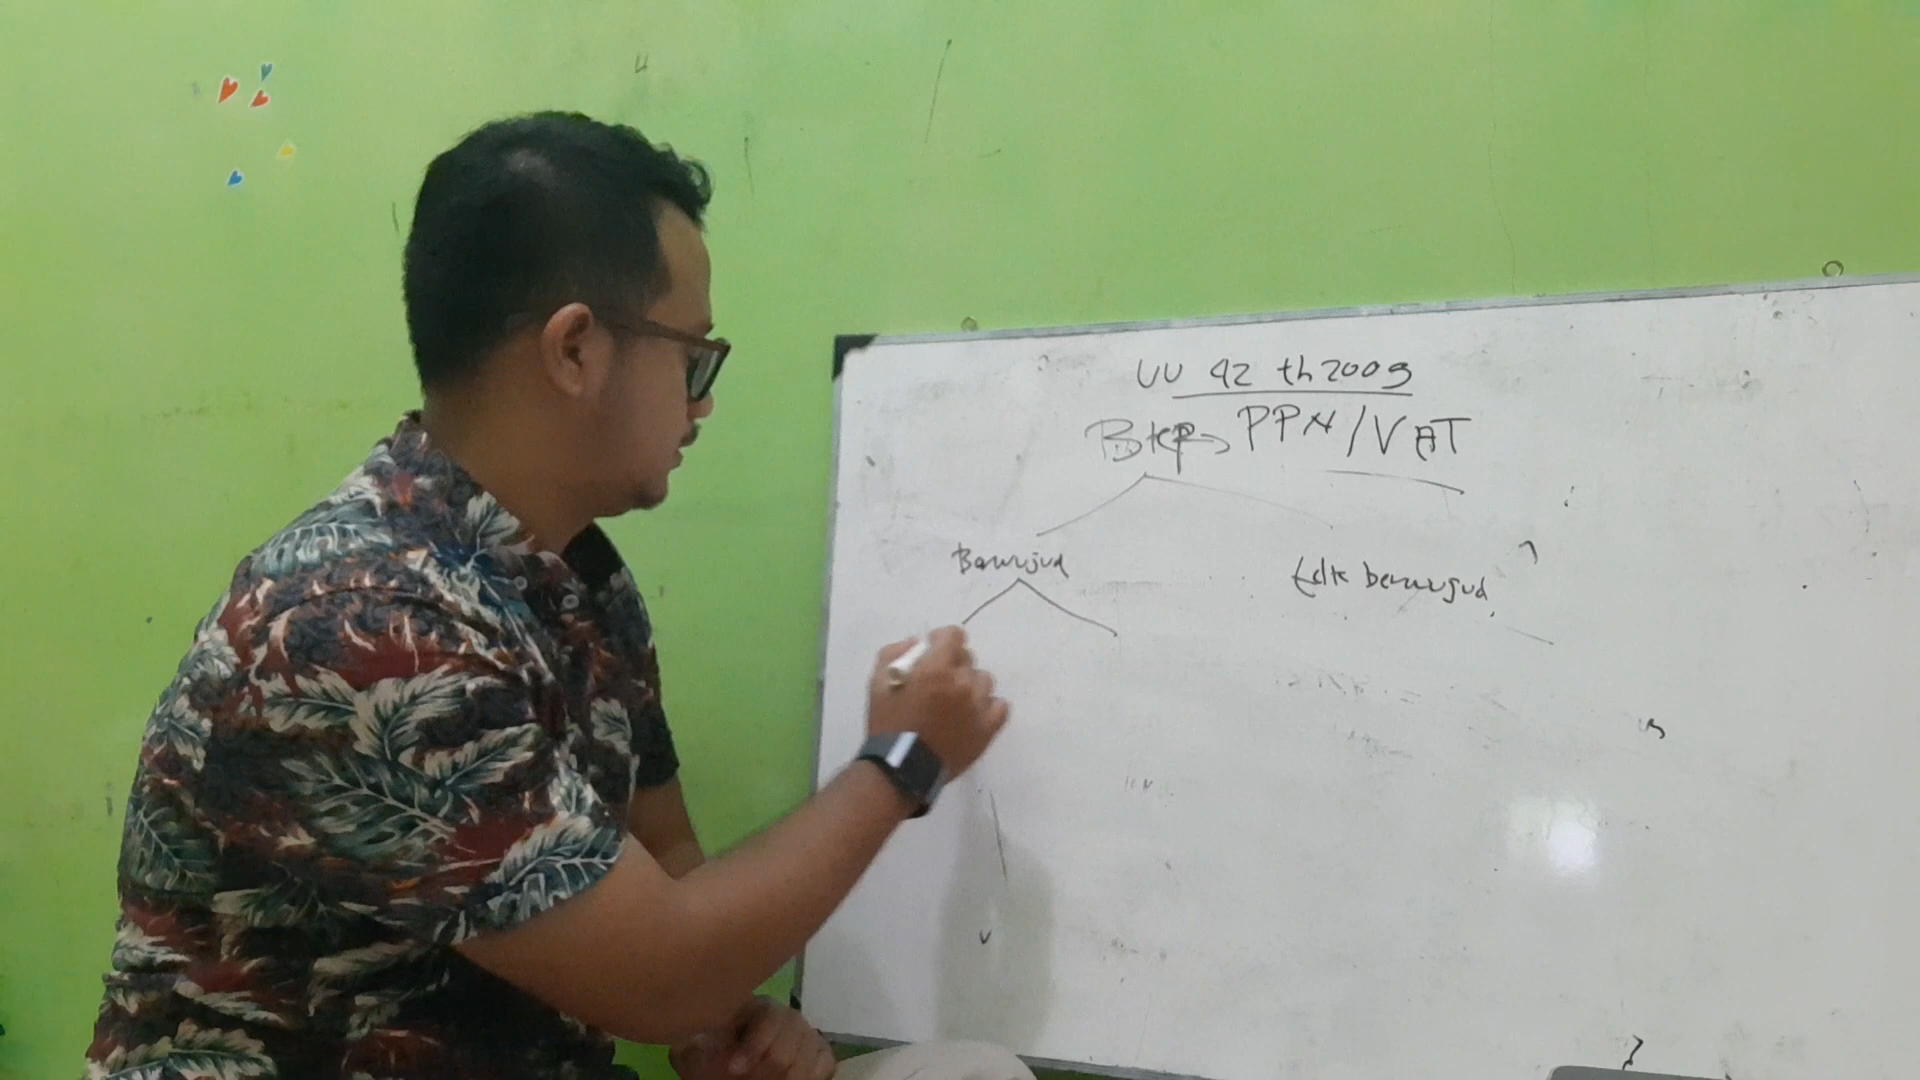 UU 42 th 2009
BKP → PPN/VAT
Berwujud
tdk berwujud